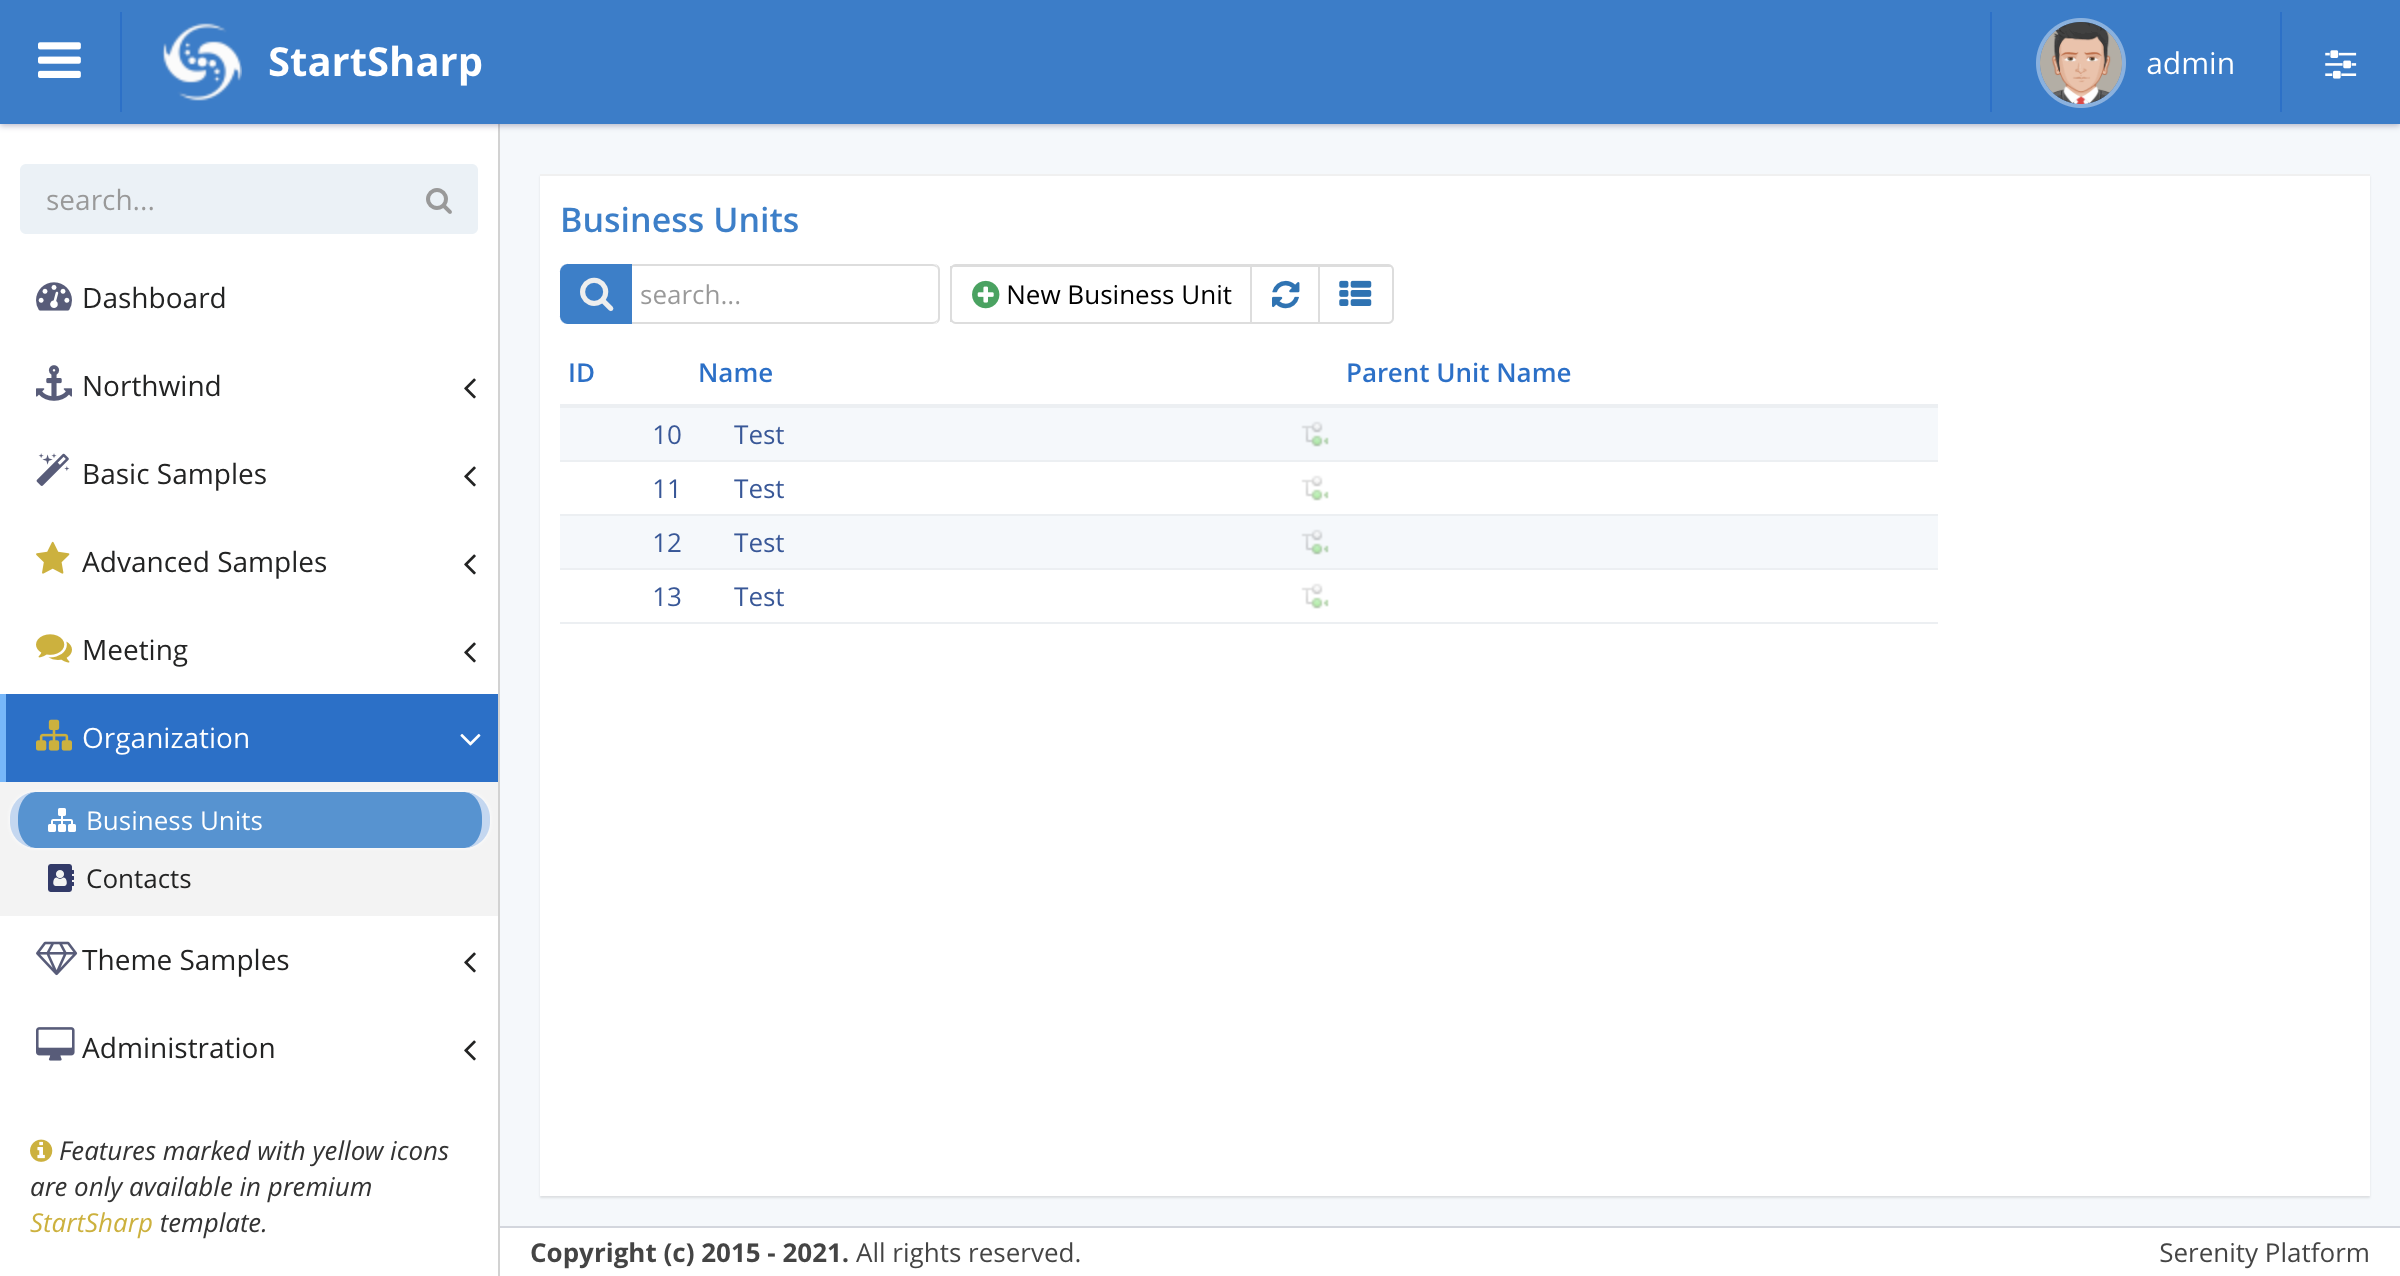 StartSharp
admin
search...
Dashboard
Northwind
Basic Samples
Advanced Samples
Meeting
Organization
Business Units
Contacts
Theme Samples
Administration
Features marked with yellow icons
are only available in premium
StartSharp template.
Business Units
search...
New Business Unit
ID Name Parent Unit Name
10 Test
11 Test
12 Test
13 Test
Copyright (c) 2015 - 2021. All rights reserved.
Serenity Platform